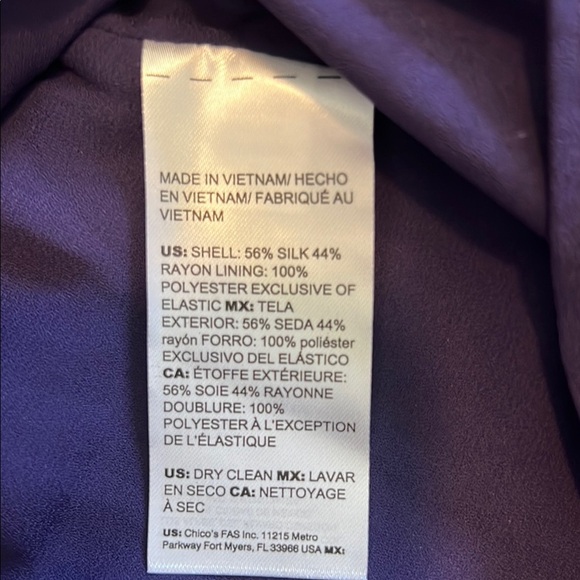 MADE IN VIETNAM/ HECHO
EN VIETNAM/ FABRIQUÉ AU
VIETNAM
US: SHELL: 56% SILK 44%
RAYON LINING: 100%
POLYESTER EXCLUSIVE OF
ELASTIC MX: TELA
EXTERIOR: 56% SEDA 44%
rayón FORRO: 100% poliéster
EXCLUSIVO DEL ELÁSTICO
CA: ÉTOFFE EXTÉRIEURE:
56% SOIE 44% RAYONNE
DOUBLURE: 100%
POLYESTER À L'EXCEPTION
DE L'ÉLASTIQUE
US: DRY CLEAN MX: LAVAR
EN SECO CA: NETTOYAGE
À SEC
US: Chico's FAS Inc. 11215 Metro
Parkway Fort Myers, FL 33966 USA MX: